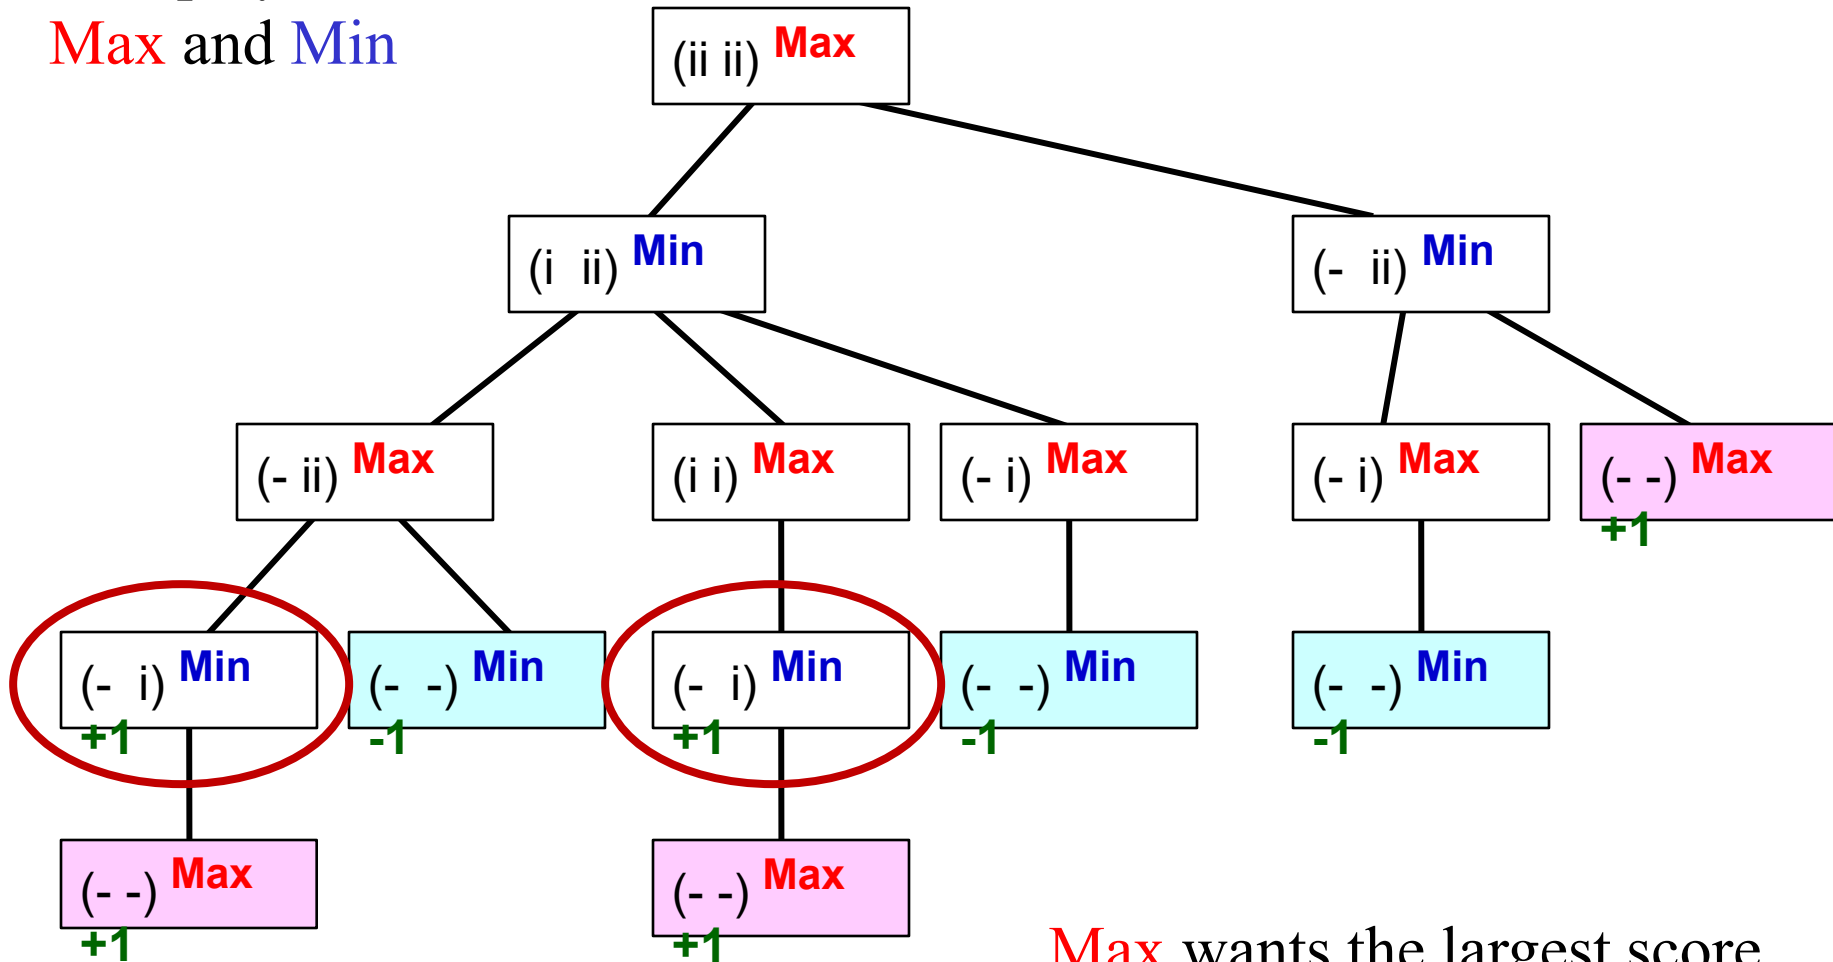 Max and Min
(ii ii) Max
(i ii) Min
(- ii) Min
(- ii) Max
(i i) Max
(- i) Max
(- i) Max
(- -) Max
+1
(- i) Min
+1
(- -) Min
-1
(- i) Min
+1
(- -) Min
-1
(- -) Min
-1
(- -) Max
+1
(- -) Max
+1
Max wants the largest score